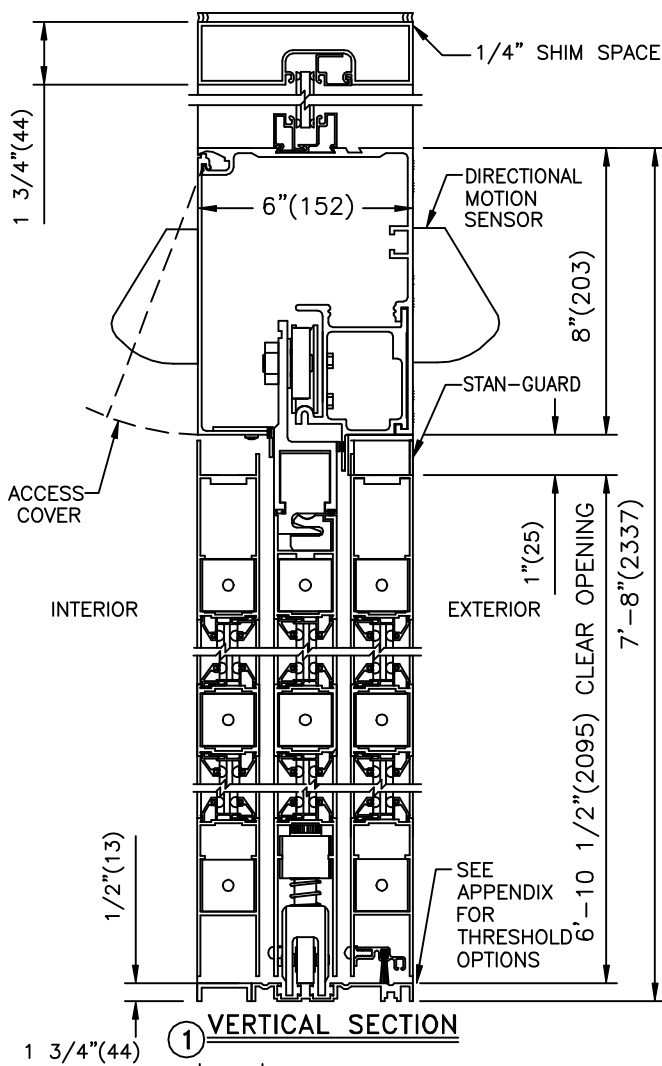 1/4" SHIM SPACE
1 3/4"(44)
DIRECTIONAL
MOTION
SENSOR
6"(152)
8"(203)
STAN-GUARD
ACCESS
COVER
1"(25)
INTERIOR
EXTERIOR
6'-10 1/2"(2095) CLEAR OPENING
7'-8"(2337)
1/2"(13)
SEE
APPENDIX
FOR
THRESHOLD
OPTIONS
1 VERTICAL SECTION
1 3/4"(44)